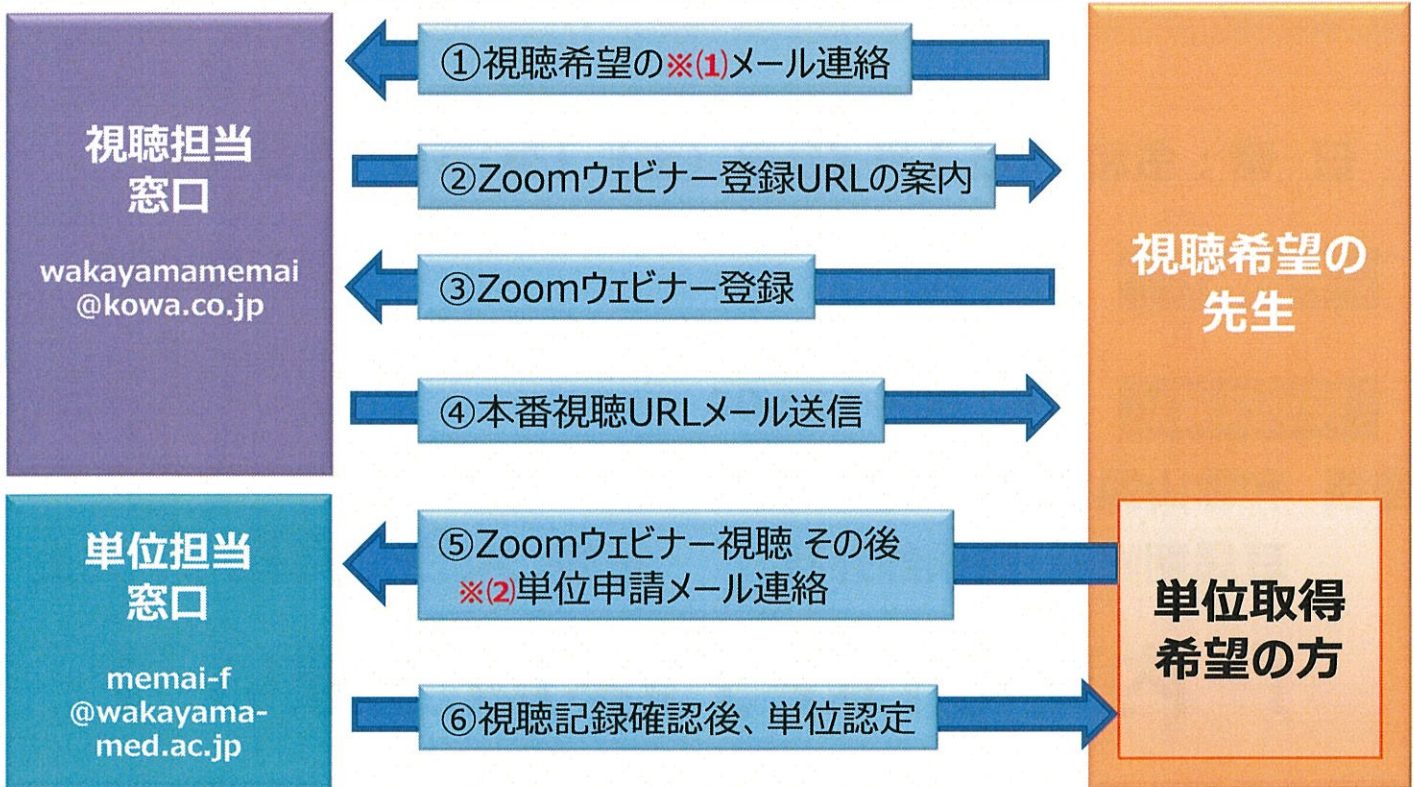 視聴担当
窓口
wakayamamemai
@kowa.co.jp
①視聴希望の※(1)メール連絡
②Zoomウェビナー登録URLの案内
③Zoomウェビナー登録
④本番視聴URLメール送信
視聴希望の
先生
単位担当
窓口
memai-f
@wakayama-
med.ac.jp
⑤Zoomウェビナー視聴 その後
※(2)単位申請メール連絡
⑥視聴記録確認後、単位認定
単位取得
希望の方